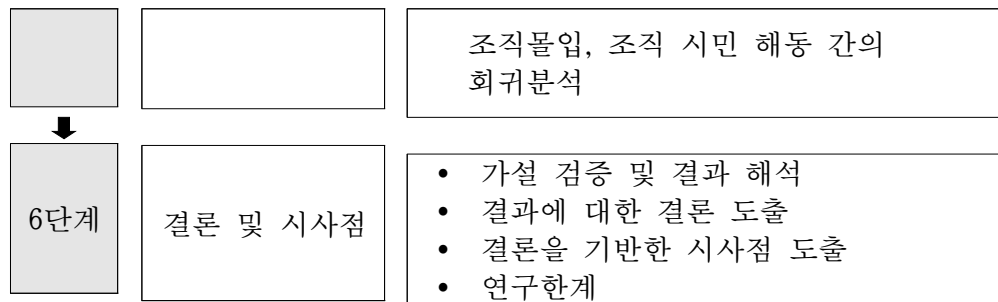 조직몰입, 조직 시민 해동 간의
회귀분석
6단계
결론 및 시사점
• 가설 검증 및 결과 해석
• 결과에 대한 결론 도출
• 결론을 기반한 시사점 도출
• 연구한계